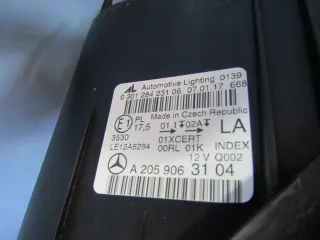 AL Automotive Lighting 0139
0 301 284 231 06 07.01.17 668
Made in Czech Republic
E1 PL 01 1 02A LA
17,5
3530 01XCERT
LE12A6294 00RL 01K INDEX
12 V Q002
A 205 906 31 04